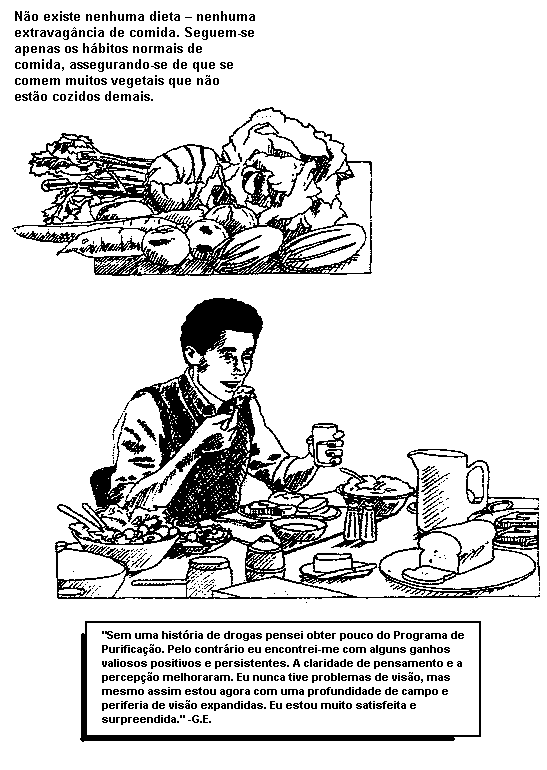 Não existe nenhuma dieta – nenhuma
extravagância de comida. Seguem-se
apenas os hábitos normais de
comida, assegurando-se de que se
comem muitos vegetais que não
estão cozidos demais.
"Sem uma história de drogas pensei obter pouco do Programa de
Purificação. Pelo contrário eu encontrei-me com alguns ganhos
valiosos positivos e persistentes. A claridade de pensamento e a
percepção melhoraram. Eu nunca tive problemas de visão, mas
mesmo assim estou agora com uma profundidade de campo e
periferia de visão expandidas. Eu estou muito satisfeita e
surpreendida." -G.E.